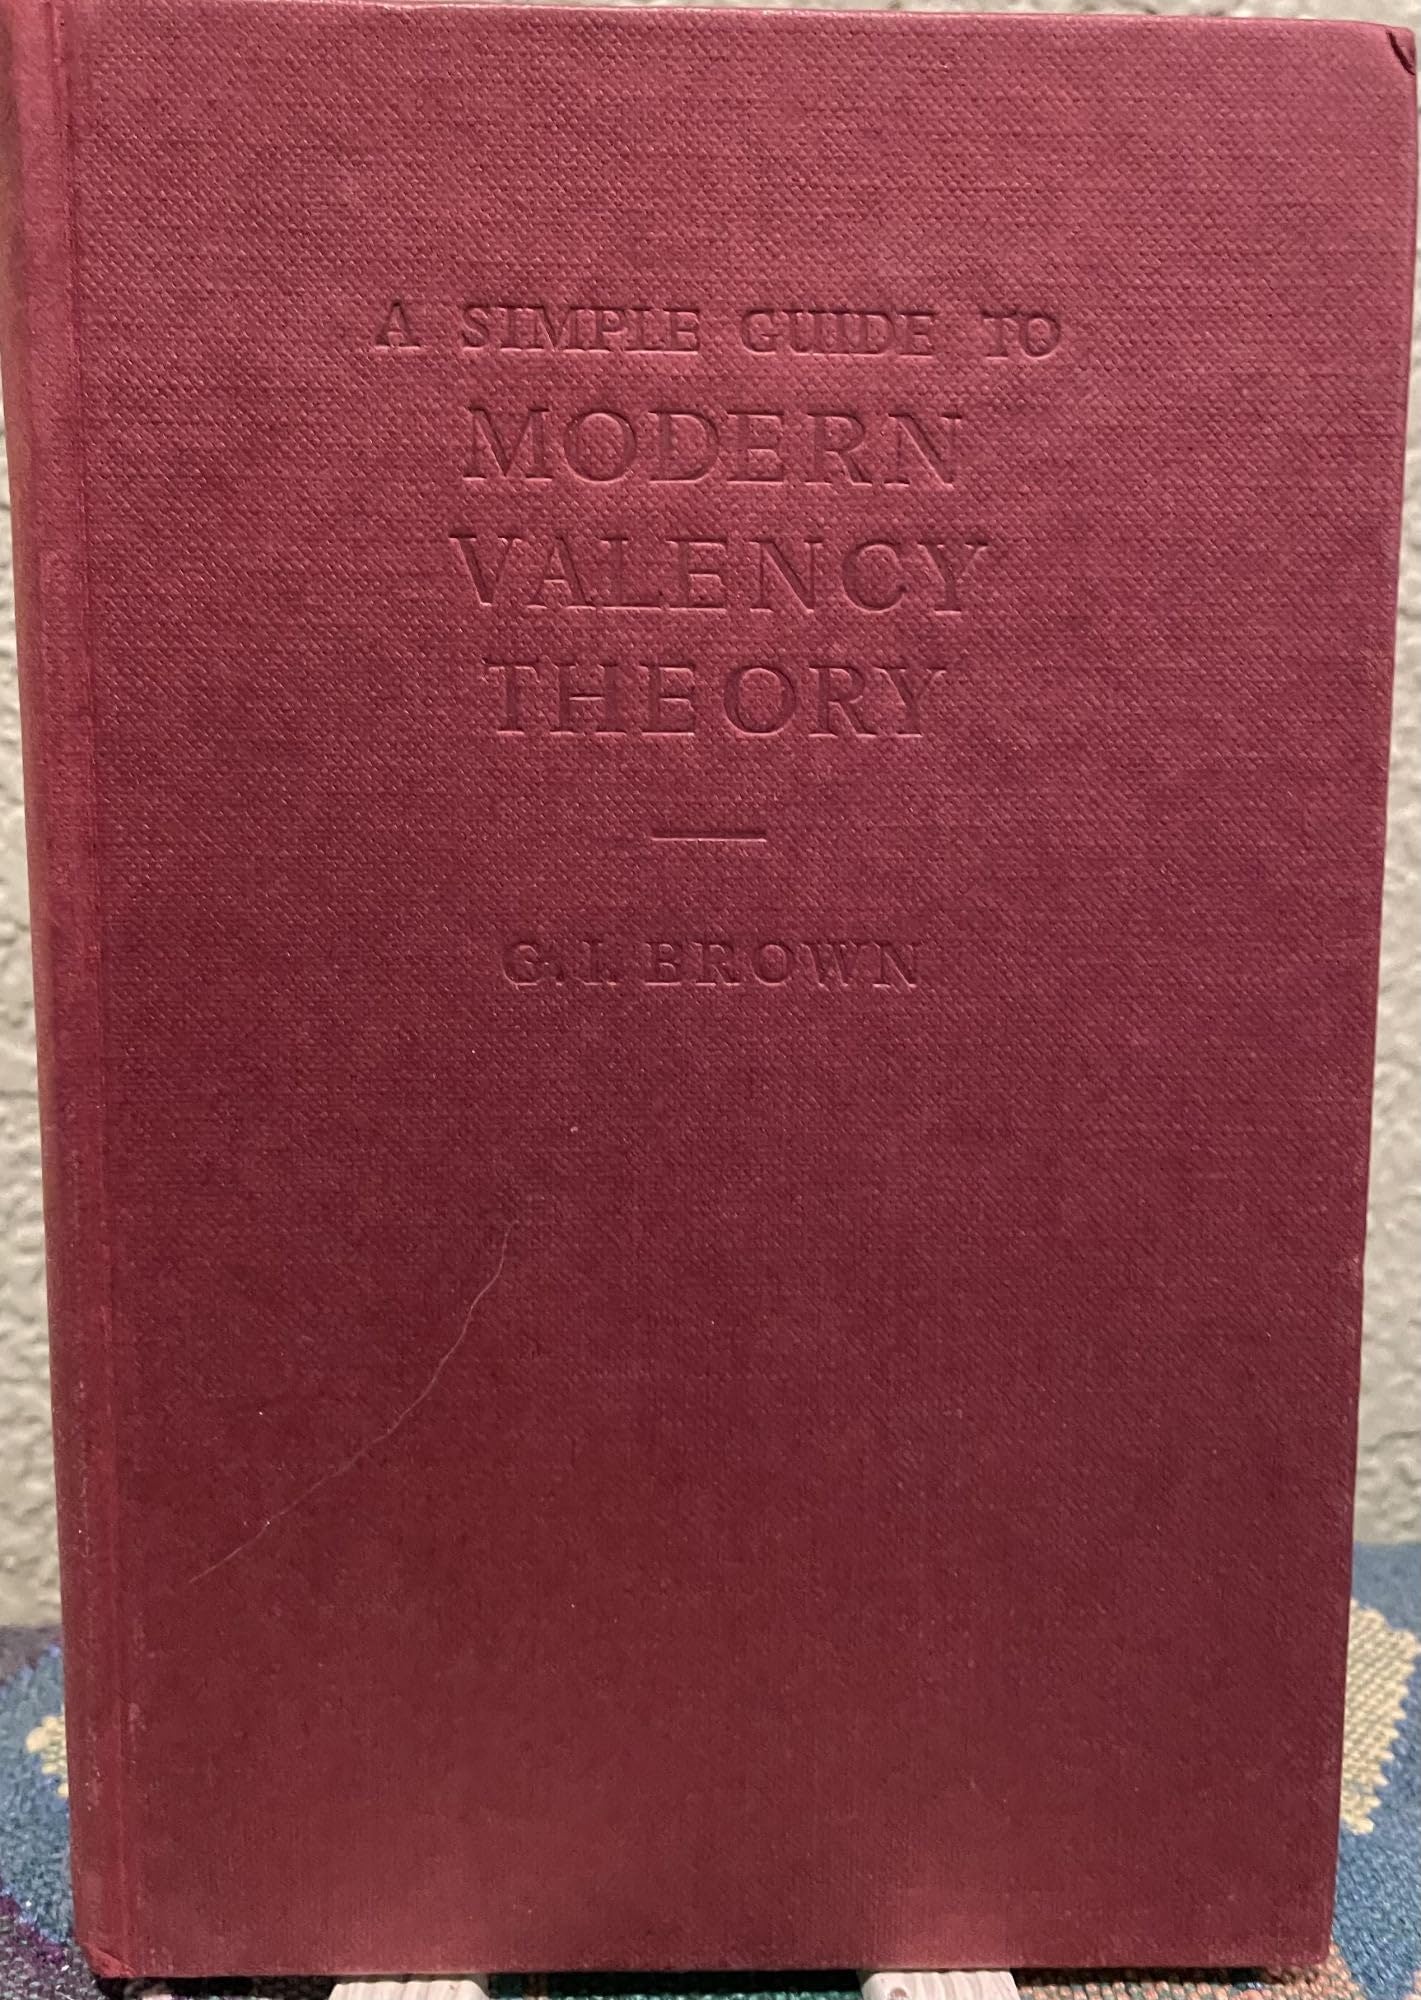 A SIMPLE GUIDE TO
MODERN
VALENCY
THEORY
G. I. BROWN